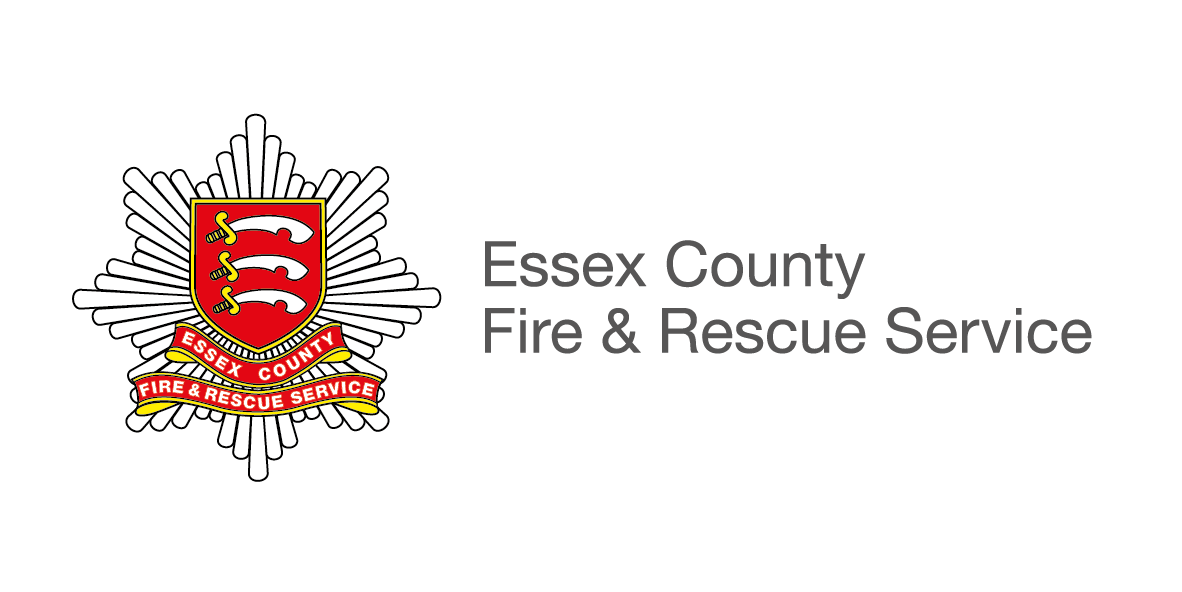 ESSEX COUNTY
FIRE & RESCUE SERVICE
Essex County
Fire & Rescue Service